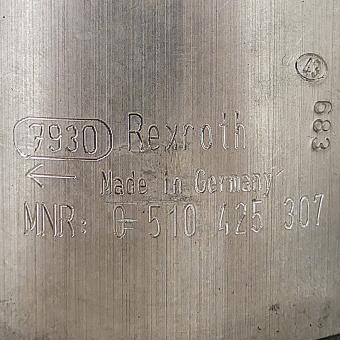 43
683
7930 Rexroth
Made in Germany
MNR: 0 510 425 307